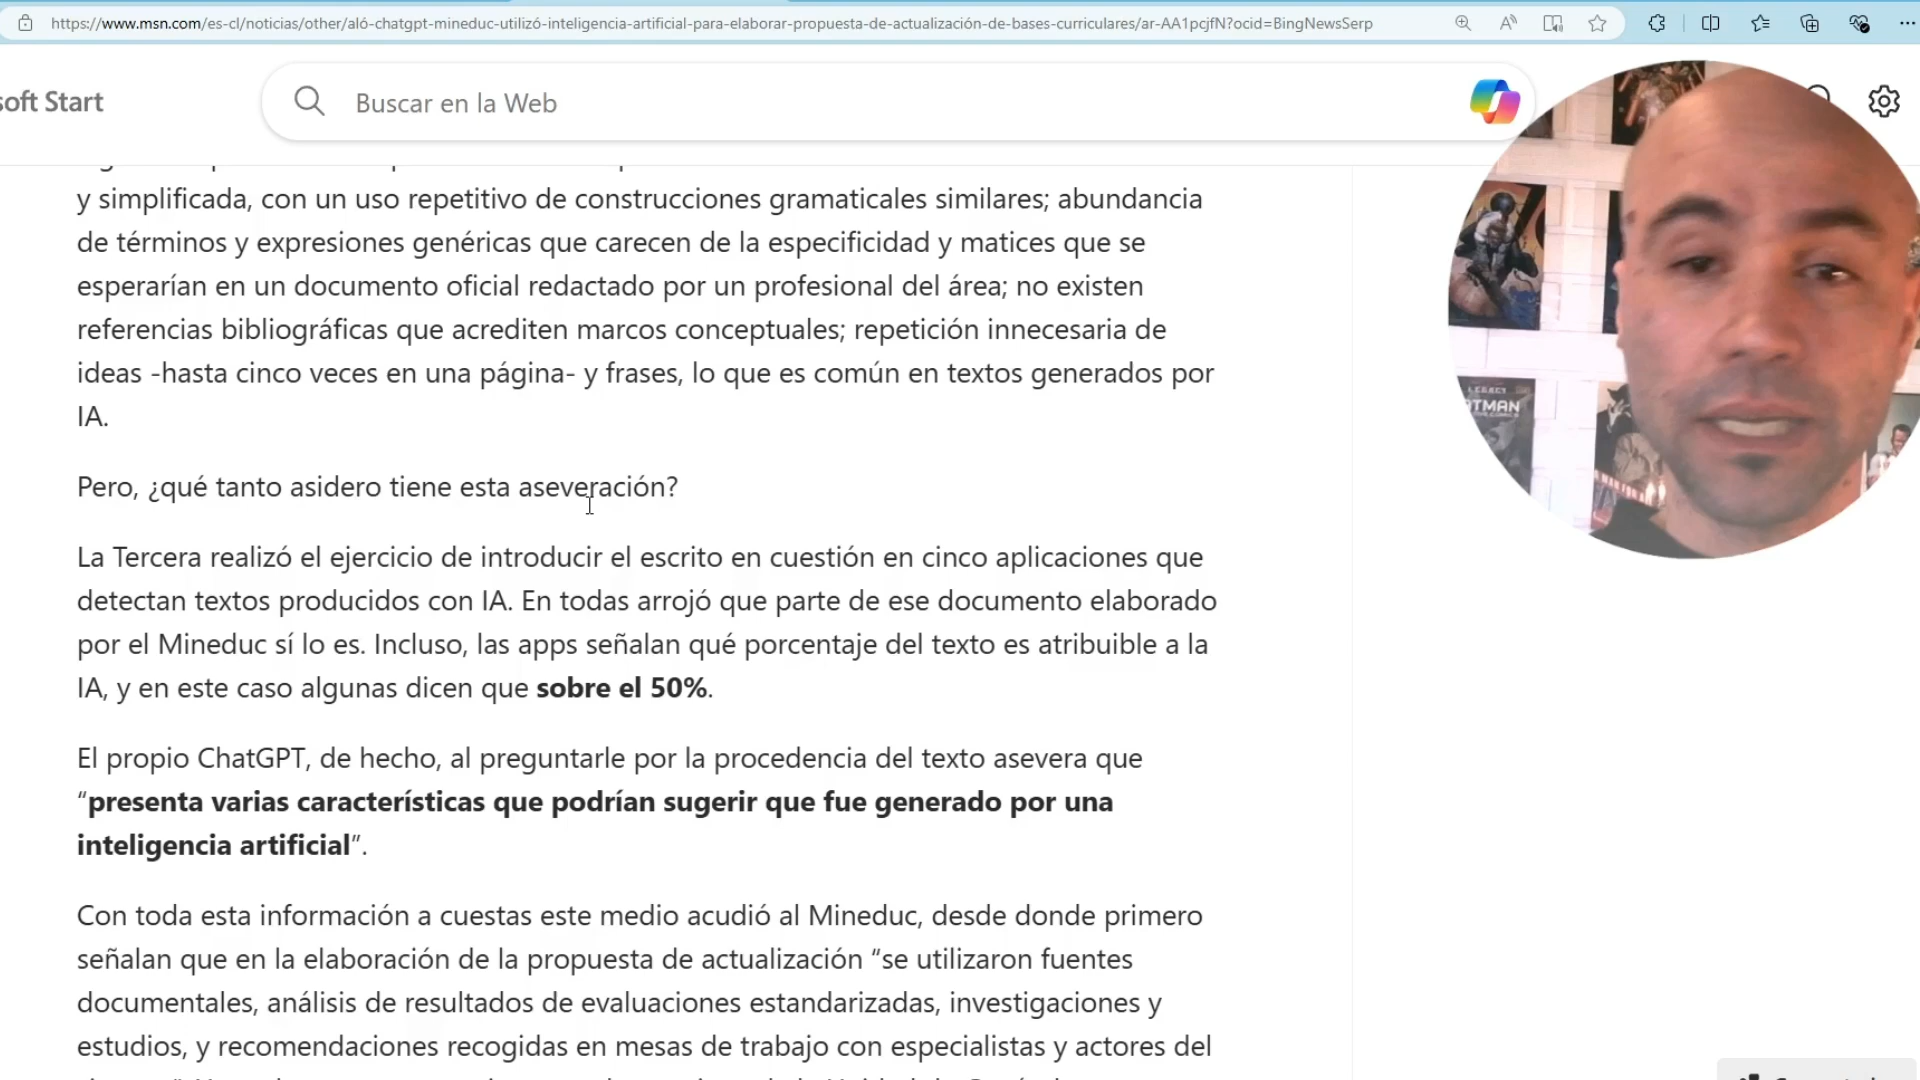 https://www.msn.com/es-cl/noticias/other/aló-chatgpt-mineduc-utilizó-inteligencia-artificial-para-elaborar-propuesta-de-actualización-de-bases-curriculares/ar-AA1pcjfN?ocid=BingNewsSerp
soft Start
Buscar en la Web
y simplificada, con un uso repetitivo de construcciones gramaticales similares; abundancia
de términos y expresiones genéricas que carecen de la especificidad y matices que se
esperarían en un documento oficial redactado por un profesional del área; no existen
referencias bibliográficas que acrediten marcos conceptuales; repetición innecesaria de
ideas -hasta cinco veces en una página- y frases, lo que es común en textos generados por
IA.
Pero, ¿qué tanto asidero tiene esta aseveración?
La Tercera realizó el ejercicio de introducir el escrito en cuestión en cinco aplicaciones que
detectan textos producidos con IA. En todas arrojó que parte de ese documento elaborado
por el Mineduc sí lo es. Incluso, las apps señalan qué porcentaje del texto es atribuible a la
IA, y en este caso algunas dicen que sobre el 50%.
El propio ChatGPT, de hecho, al preguntarle por la procedencia del texto asevera que
“presenta varias características que podrían sugerir que fue generado por una
inteligencia artificial”.
Con toda esta información a cuestas este medio acudió al Mineduc, desde donde primero
señalan que en la elaboración de la propuesta de actualización “se utilizaron fuentes
documentales, análisis de resultados de evaluaciones estandarizadas, investigaciones y
estudios, y recomendaciones recogidas en mesas de trabajo con especialistas y actores del
LEGACY
TMAN